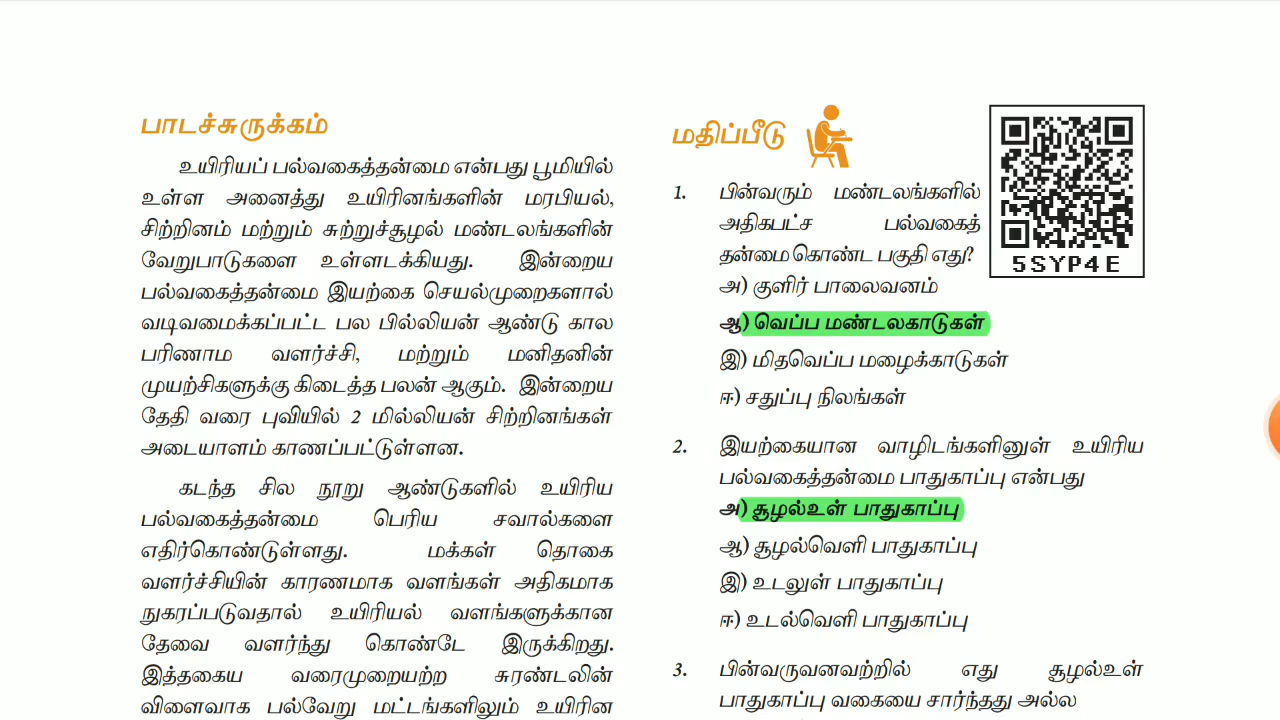 பாடச்சுருக்கம்
உயிரியப் பல்வகைத்தன்மை என்பது பூமியில்
உள்ள அனைத்து உயிரினங்களின் மரபியல்,
சிற்றினம் மற்றும் சுற்றுச்சூழல் மண்டலங்களின்
வேறுபாடுகளை உள்ளடக்கியது. இன்றைய
பல்வகைத்தன்மை இயற்கை செயல்முறைகளால்
வடிவமைக்கப்பட்ட பல பில்லியன் ஆண்டு கால
பரிணாம வளர்ச்சி, மற்றும் மனிதனின்
முயற்சிகளுக்கு கிடைத்த பலன் ஆகும். இன்றைய
தேதி வரை புவியில் 2 மில்லியன் சிற்றினங்கள்
அடையாளம் காணப்பட்டுள்ளன.
கடந்த சில நூறு ஆண்டுகளில் உயிரிய
பல்வகைத்தன்மை பெரிய சவால்களை
எதிர்கொண்டுள்ளது. மக்கள் தொகை
வளர்ச்சியின் காரணமாக வளங்கள் அதிகமாக
நுகரப்படுவதால் உயிரியல் வளங்களுக்கான
தேவை வளர்ந்து கொண்டே இருக்கிறது.
இத்தகைய வரைமுறையற்ற சுரண்டலின்
விளைவாக பல்வேறு மட்டங்களிலும் உயிரின
மதிப்பீடு
5SYP4E
1. பின்வரும் மண்டலங்களில்
அதிகபட்ச பல்வகைத்
தன்மை கொண்ட பகுதி எது?
அ) குளிர் பாலைவனம்
ஆ) வெப்ப மண்டலகாடுகள்
இ) மிதவெப்ப மழைக்காடுகள்
ஈ) சதுப்பு நிலங்கள்
2. இயற்கையான வாழிடங்களினுள் உயிரிய
பல்வகைத்தன்மை பாதுகாப்பு என்பது
அ) சூழல்உள் பாதுகாப்பு
ஆ) சூழல்வெளி பாதுகாப்பு
இ) உடலுள் பாதுகாப்பு
ஈ) உடல்வெளி பாதுகாப்பு
3. பின்வருவனவற்றில் எது சூழல்உள்
பாதுகாப்பு வகையை சார்ந்தது அல்ல